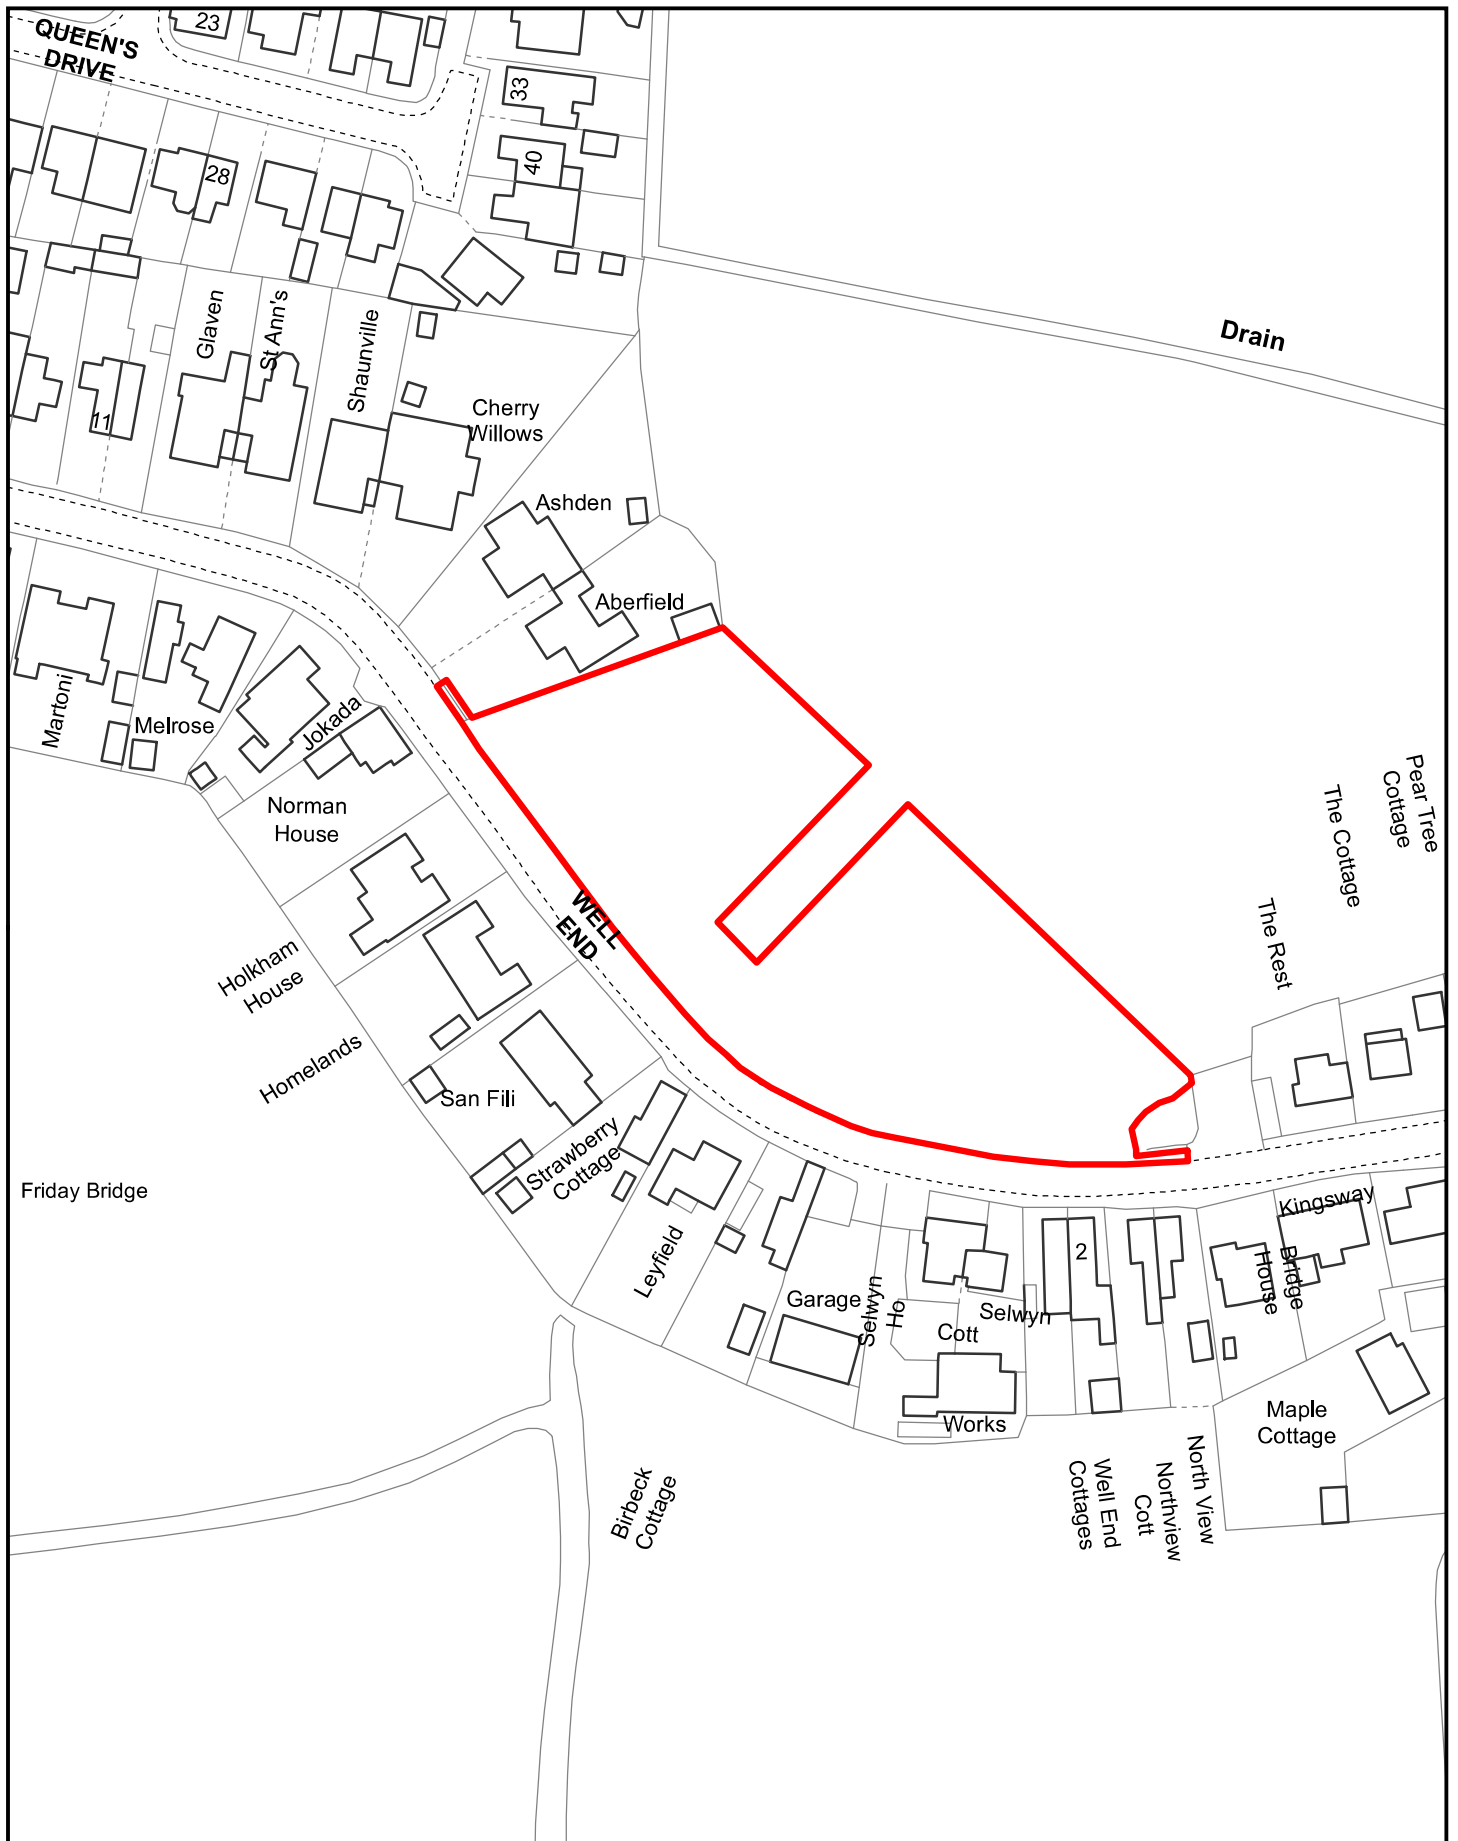 QUEEN'S
DRIVE
23
33
40
28
Drain
Glaven
St Ann's
Shaunville
11
Cherry
Willows
Ashden
Aberfield
Martoni
Melrose
Jokada
Norman
House
WELL
END
Pear Tree
Cottage
The Cottage
The Rest
Holkham
House
Homelands
San Fili
Strawberry
Cottage
Friday Bridge
Leyfield
Garage
Selwyn
Ho
Selwyn
Cott
2
Kingsway
Bridge
House
Works
Maple
Cottage
Birbeck
Cottage
Well End
Cottages
Northview
Cott
North View